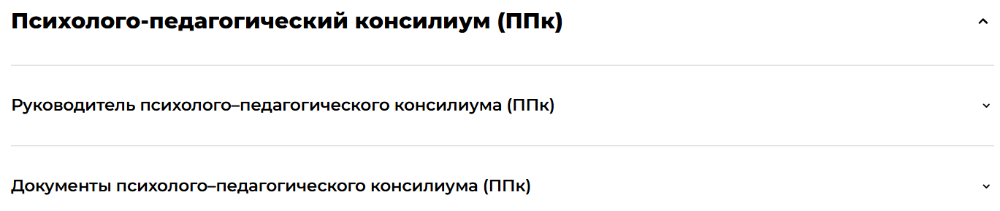 Психолого-педагогический консилиум (ППк)
Руководитель психолого–педагогического консилиума (ППк)
Документы психолого–педагогического консилиума (ППк)